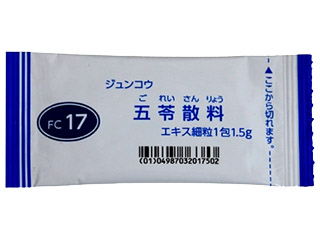 ジュンコウ
FC 17
ご れい さん りょう
五苓散料
エキス細粒1包1.5g
(01)04987032017502
▲ここから切れます。